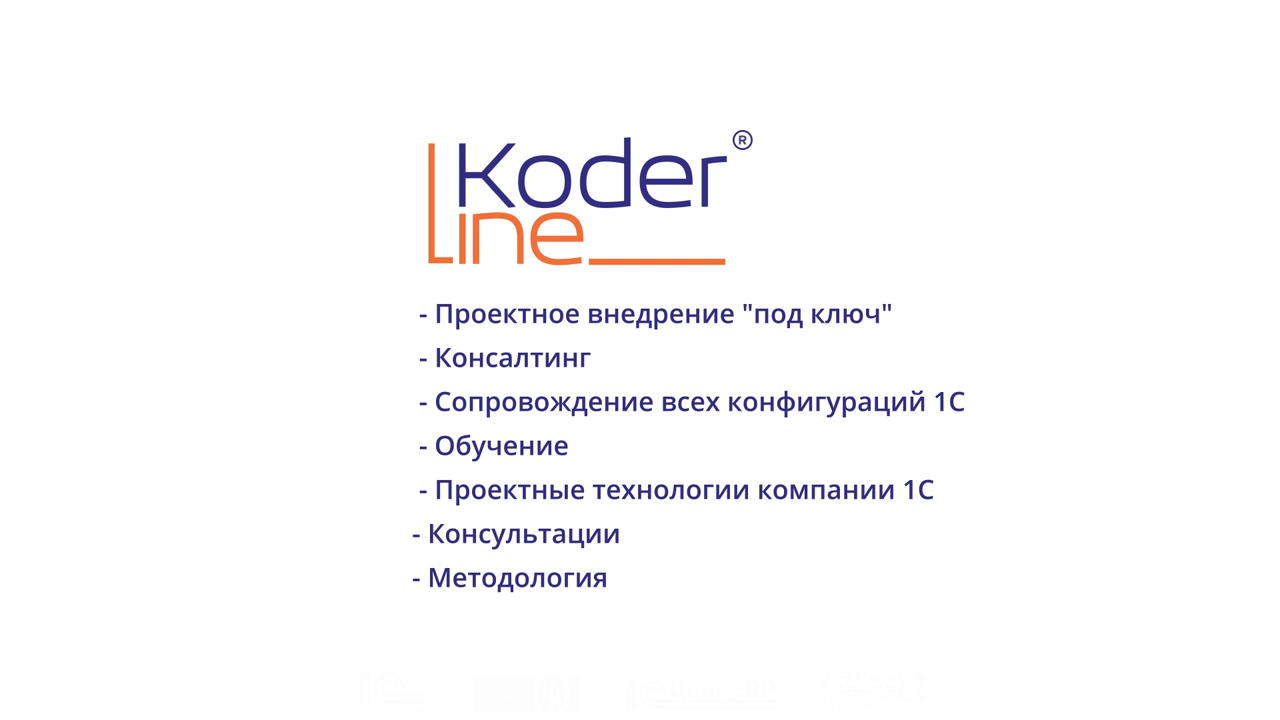 Koder®
Line
- Проектное внедрение "под ключ"
- Консалтинг
- Сопровождение всех конфигураций 1С
- Обучение
- Проектные технологии компании 1С
- Консультации
- Методология